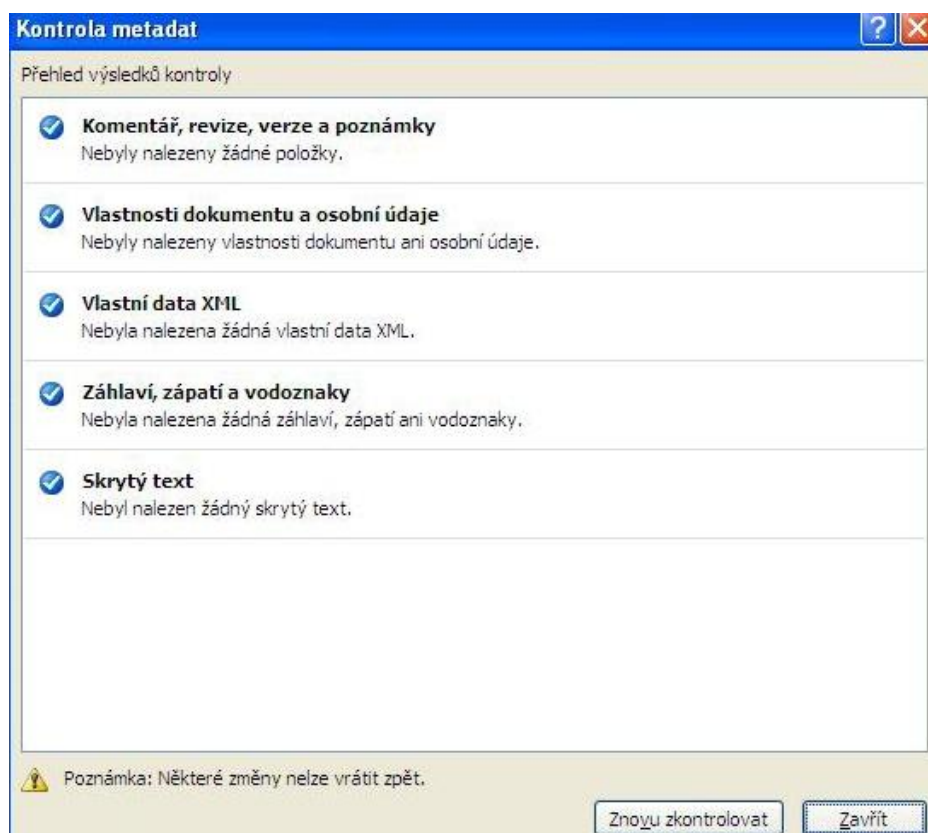 Kontrola metadat
Přehled výsledků kontroly
Komentář, revize, verze a poznámky
Nebyly nalezeny žádné položky.
Vlastnosti dokumentu a osobní údaje
Nebyly nalezeny vlastnosti dokumentu ani osobní údaje.
Vlastní data XML
Nebyla nalezena žádná vlastní data XML.
Záhlaví, zápatí a vodoznaky
Nebyla nalezena žádná záhlaví, zápatí ani vodoznaky.
Skrytý text
Nebyl nalezen žádný skrytý text.
Poznámka: Některé změny nelze vrátit zpět.
Znovu zkontrolovat Zavřít